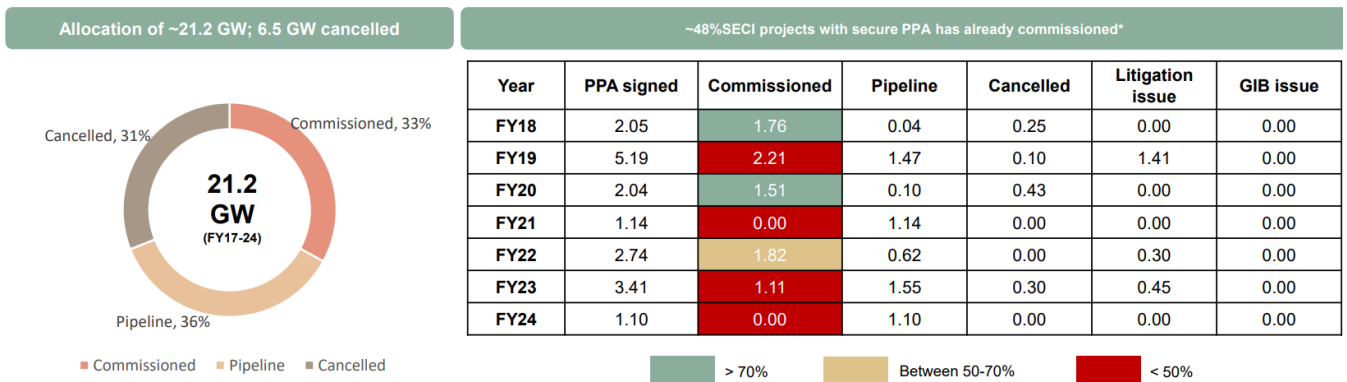 Allocation of ~21.2 GW; 6.5 GW cancelled
~48%SECI projects with secure PPA has already commissioned*
Cancelled, 31%
Commissioned, 33%
21.2
GW
(FY17-24)
Pipeline, 36%
Commissioned Pipeline Cancelled
Year PPA signed Commissioned Pipeline Cancelled Litigation issue GIB issue
FY18 2.05 1.76 0.04 0.25 0.00 0.00
FY19 5.19 2.21 1.47 0.10 1.41 0.00
FY20 2.04 1.51 0.10 0.43 0.00 0.00
FY21 1.14 0.00 1.14 0.00 0.00 0.00
FY22 2.74 1.82 0.62 0.00 0.30 0.00
FY23 3.41 1.11 1.55 0.30 0.45 0.00
FY24 1.10 0.00 1.10 0.00 0.00 0.00
> 70% Between 50-70% < 50%